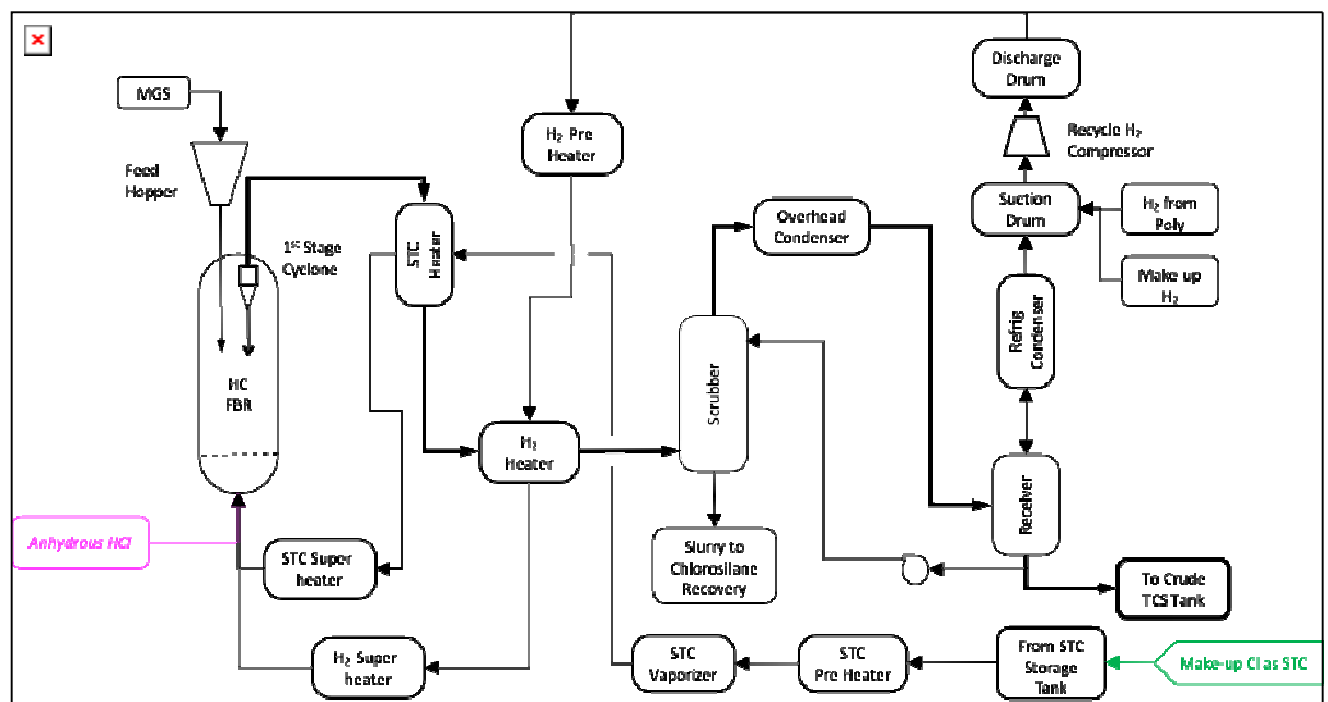 Discharge
Drum
MGS
H₂ Pre
Heater
Recycle H₂
Compressor
Feed
Hopper
Suction
Drum
H₂ from
Poly
Overhead
Condenser
1st Stage
Cyclone
STC
Heater
Make up
H₂
Refrig
Condenser
HC
FBR
Scrubber
H₂
Heater
Receiver
Anhydrous HCl
STC Super
heater
Slurry to
Chlorosilane
Recovery
To Crude
TCS Tank
H₂ Super
heater
STC
Vaporizer
STC
Pre Heater
From STC
Storage
Tank
Make-up Cl as STC